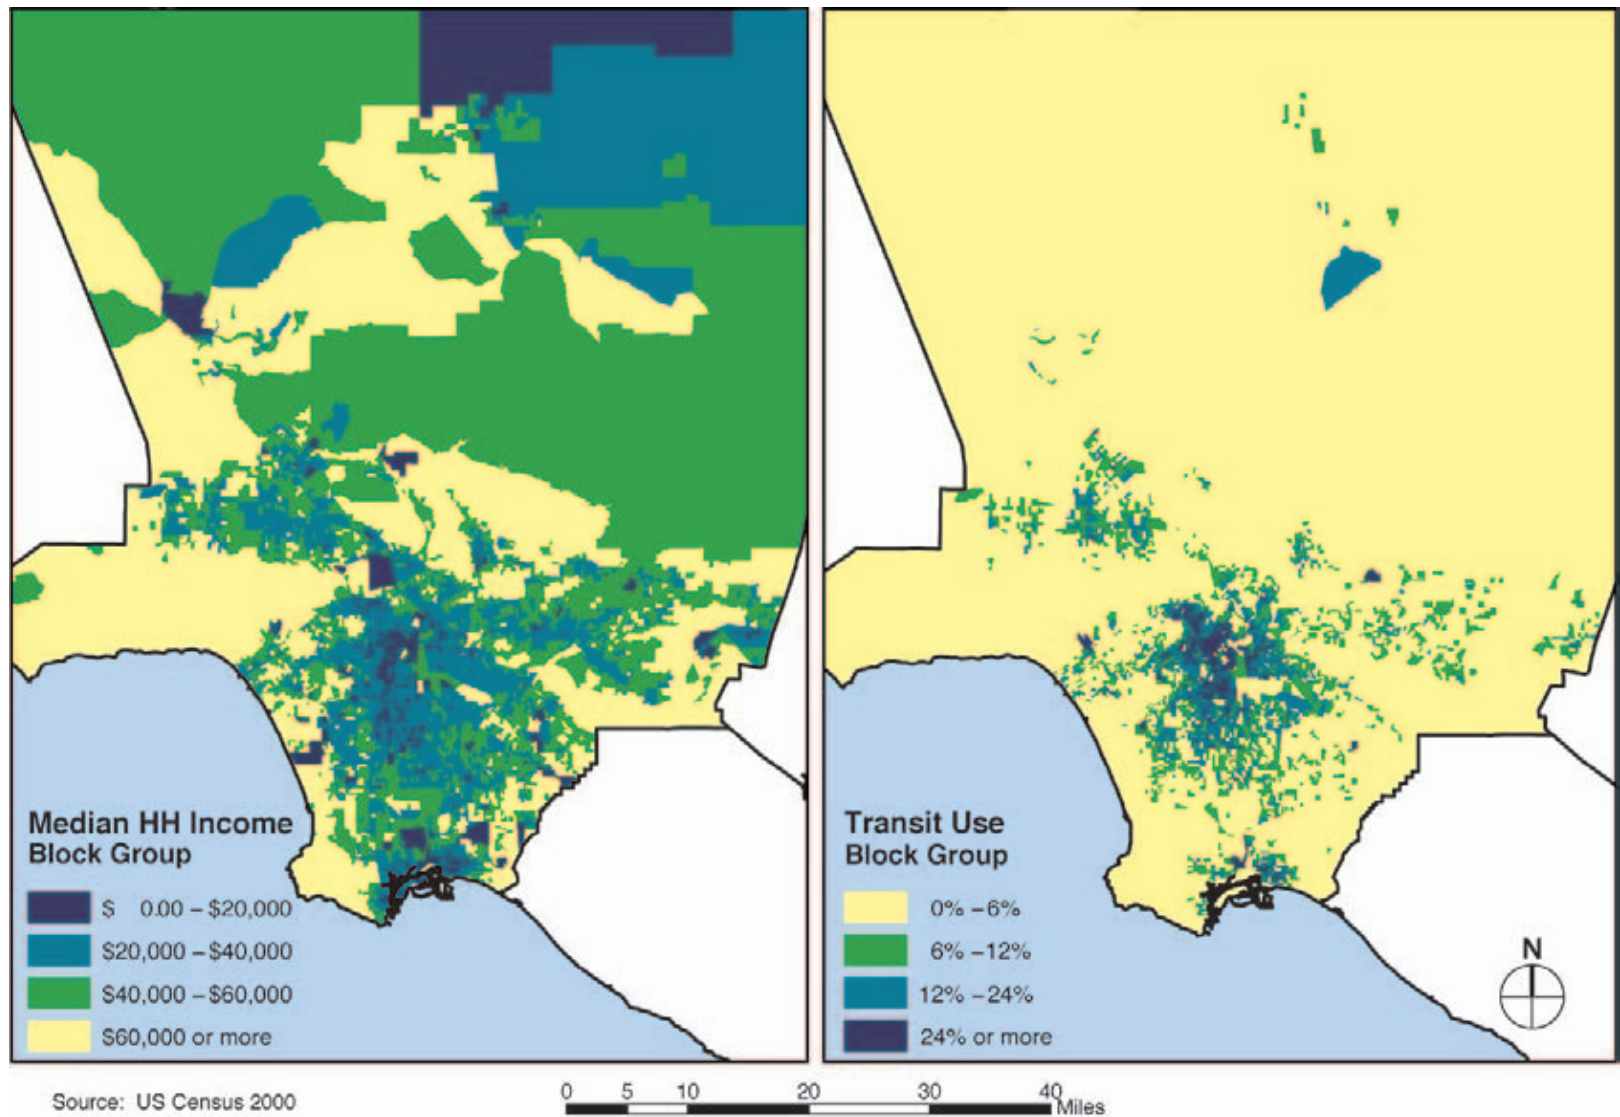 Median HH Income
Block Group
$ 0.00 – $20,000
$20,000 – $40,000
$40,000 – $60,000
$60,000 or more
Transit Use
Block Group
0% – 6%
6% – 12%
12% – 24%
24% or more
N
Source: US Census 2000
0 5 10 20 30 40
Miles